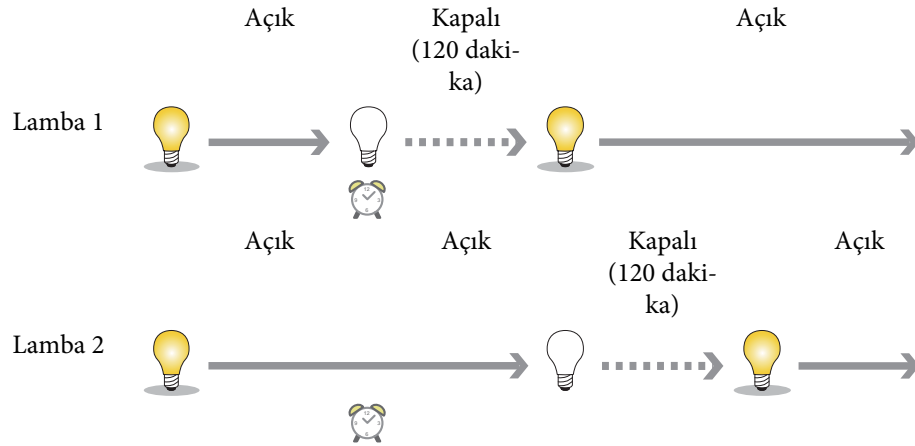 Açık Kapalı Açık
(120 daki-
ka)
Lamba 1
Açık Açık Kapalı Açık
(120 daki-
ka)
Lamba 2